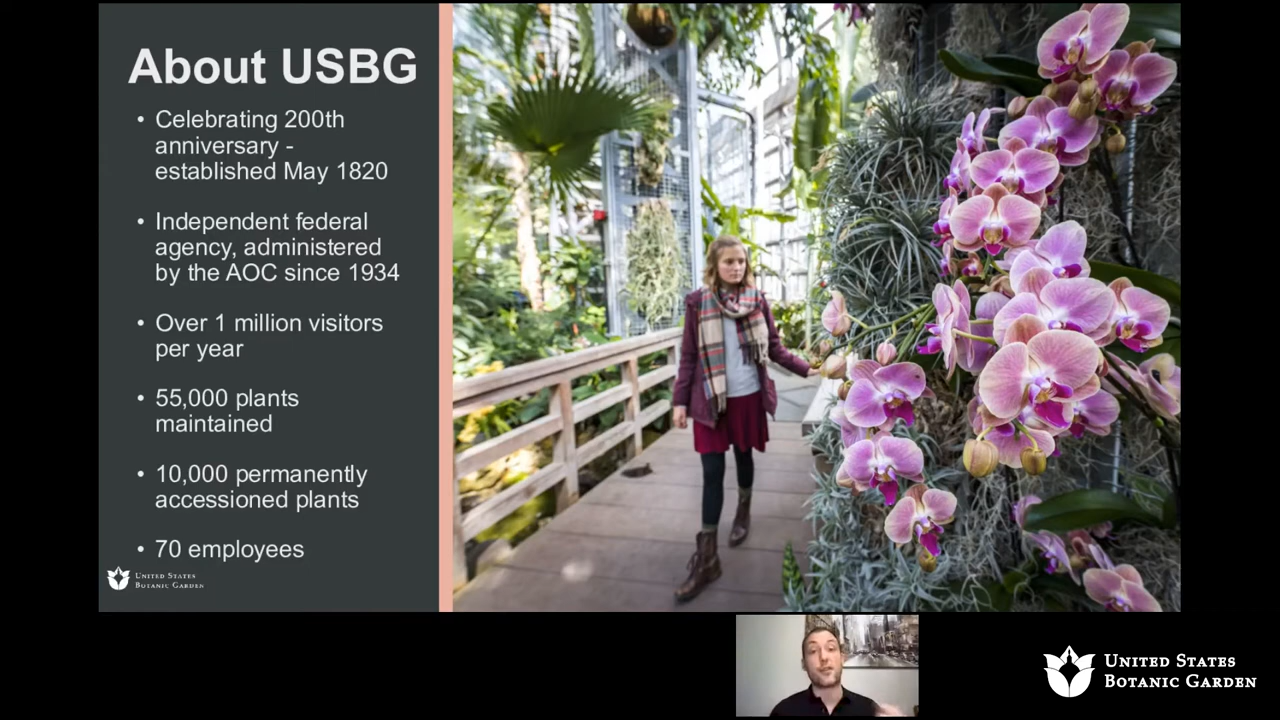 About USBG
• Celebrating 200th
anniversary -
established May 1820
• Independent federal
agency, administered
by the AOC since 1934
• Over 1 million visitors
per year
• 55,000 plants
maintained
• 10,000 permanently
accessioned plants
• 70 employees
United States
Botanic Garden
United States
Botanic Garden